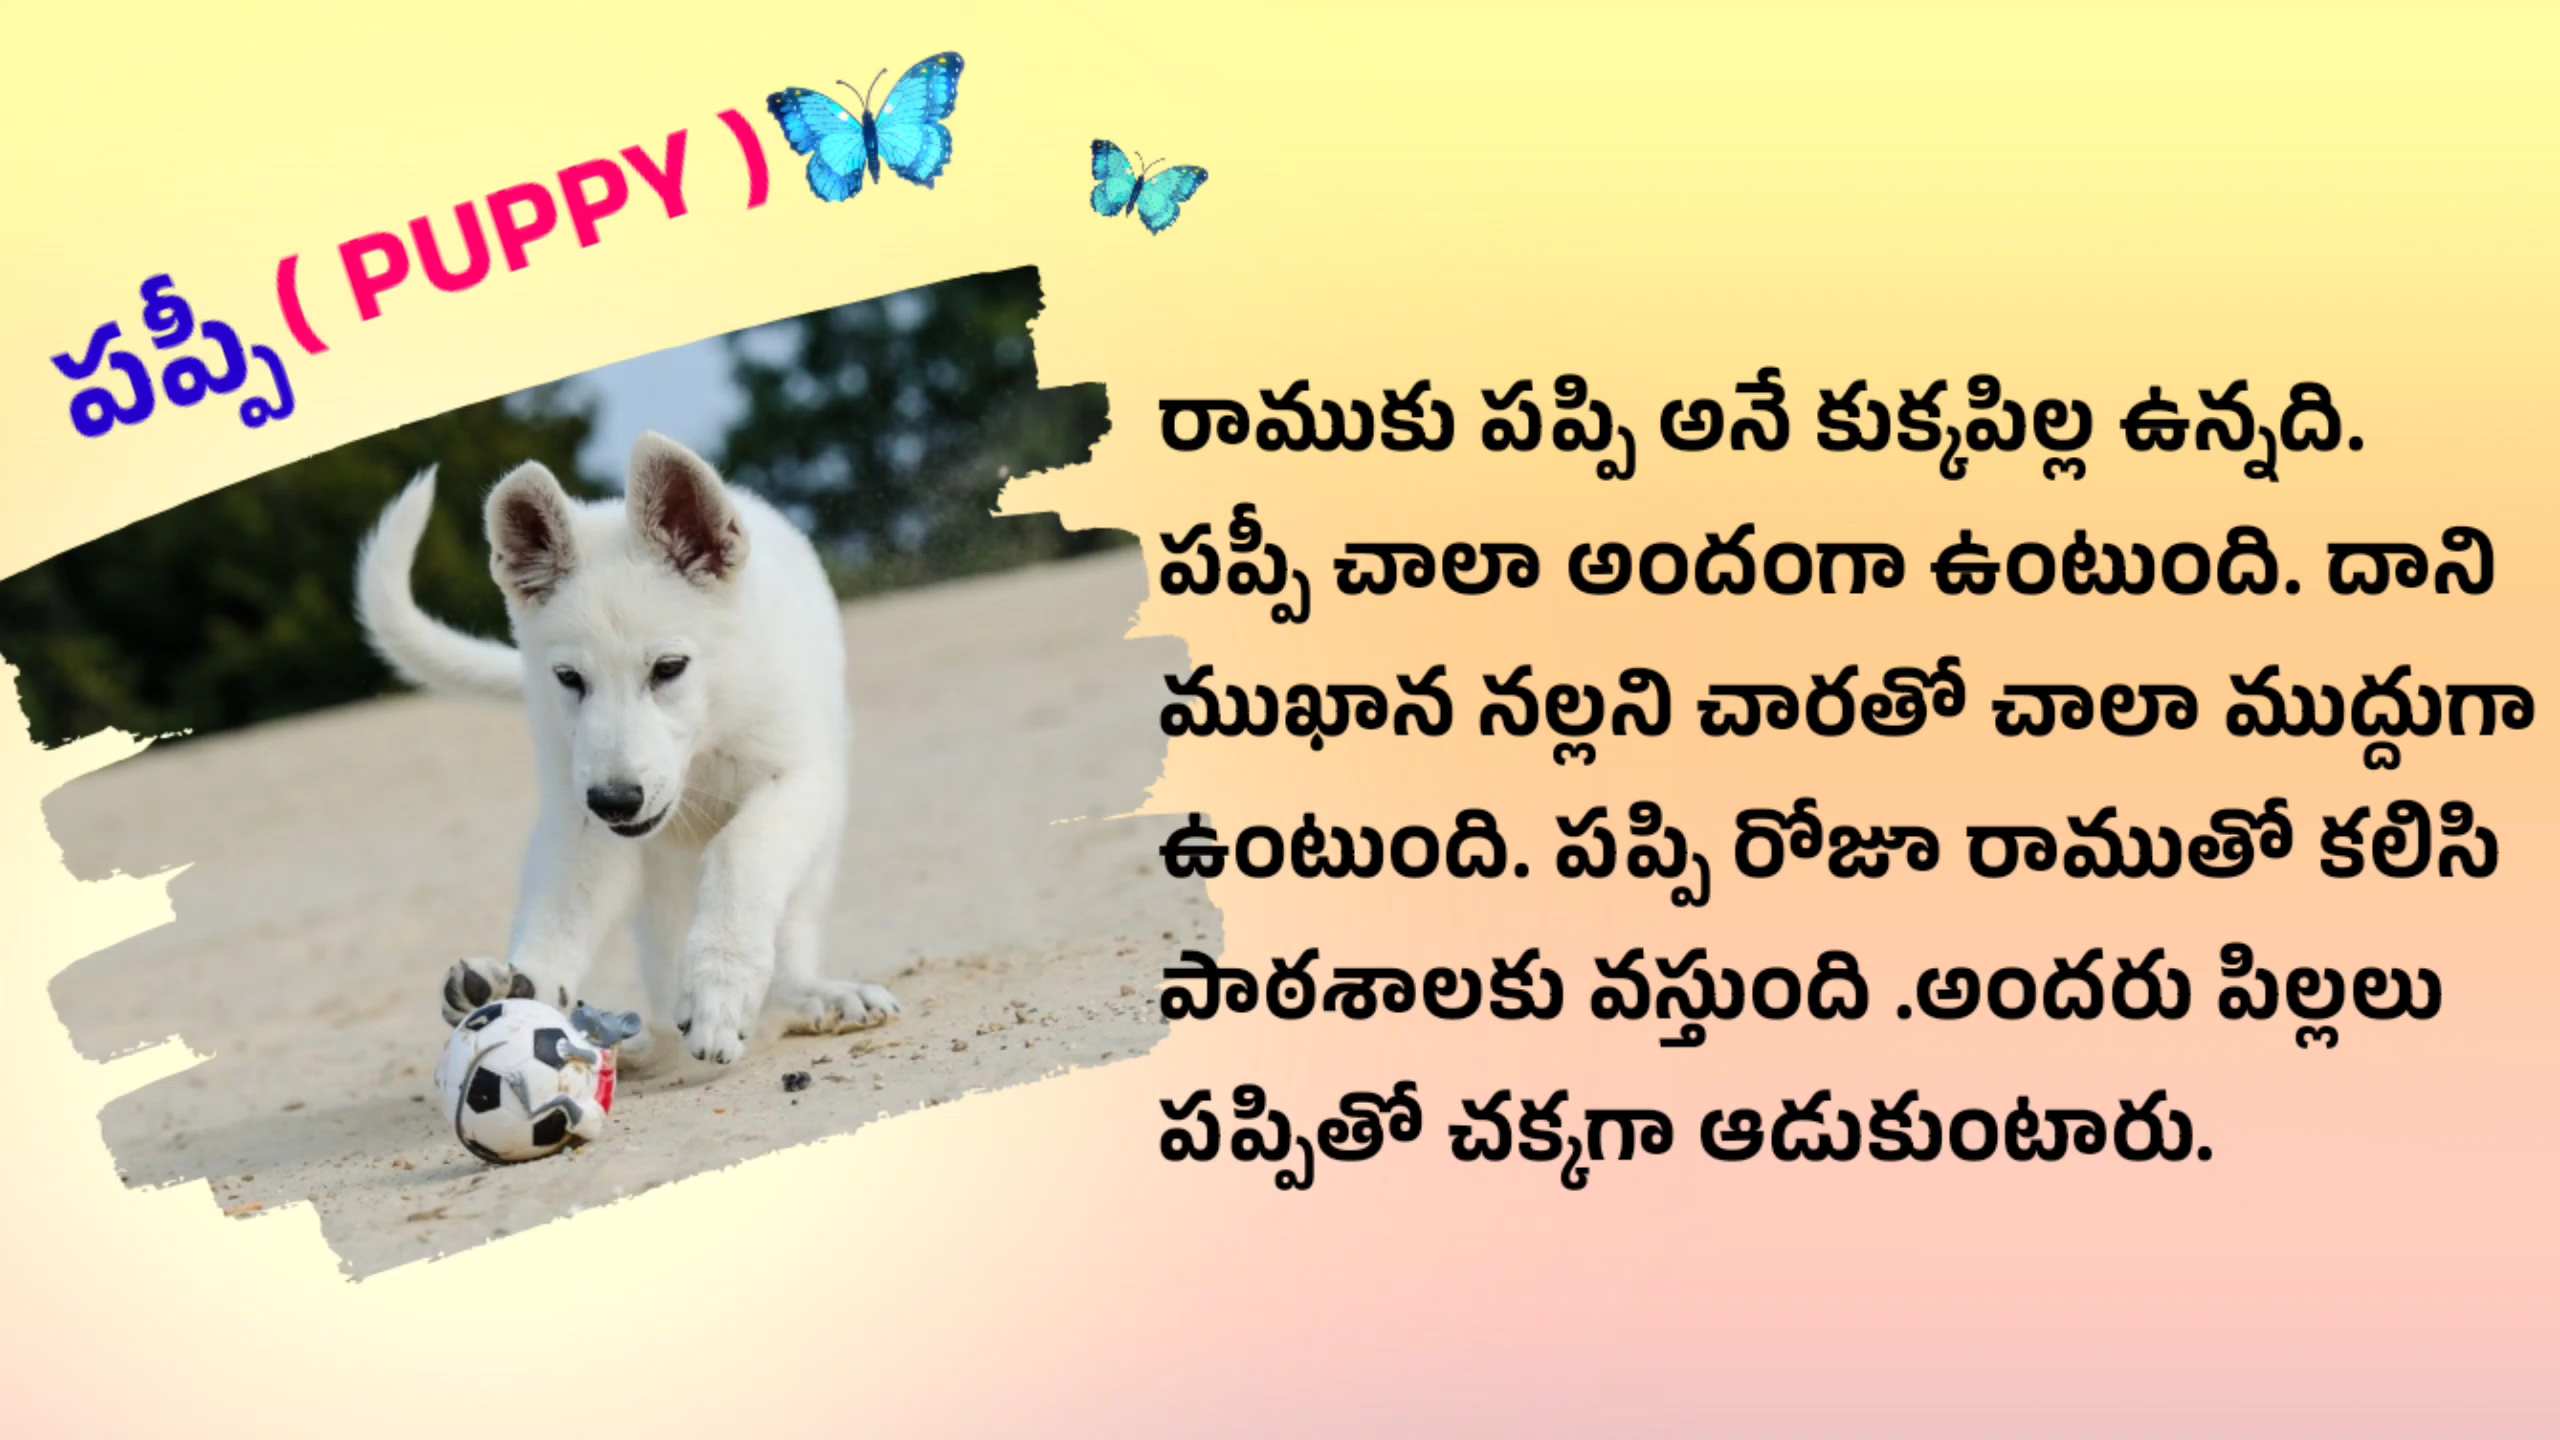 పప్పీ ( PUPPY )
రాముకు పప్పి అనే కుక్కపిల్ల ఉన్నది.
పప్పీ చాలా అందంగా ఉంటుంది. దాని
ముఖాన నల్లని చారతో చాలా ముద్దుగా
ఉంటుంది. పప్పి రోజూ రాముతో కలిసి
పాఠశాలకు వస్తుంది .అందరు పిల్లలు
పప్పితో చక్కగా ఆడుకుంటారు.